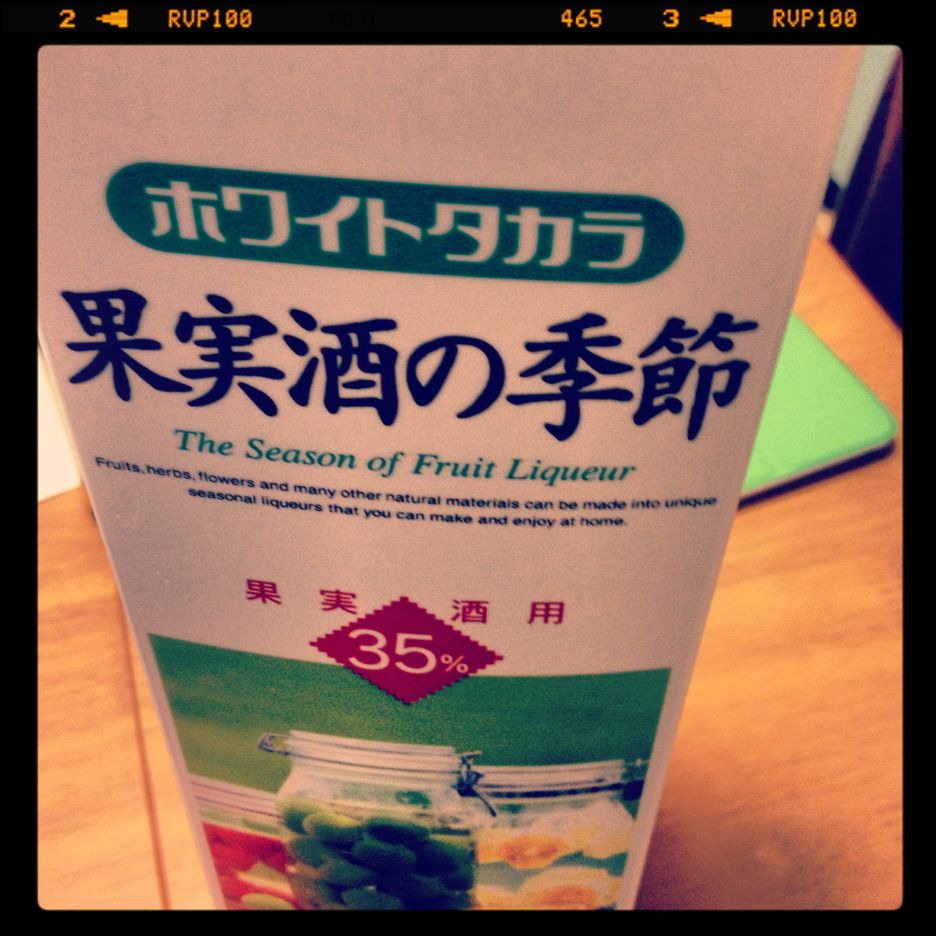 2 RVP100 FUJI 465 3 RVP100
ホワイトタカラ
果実酒の季節
The Season of Fruit Liqueur
Fruits, herbs, flowers and many other natural materials can be made into unique
seasonal liqueurs that you can make and enjoy at home.
果実酒用
35%